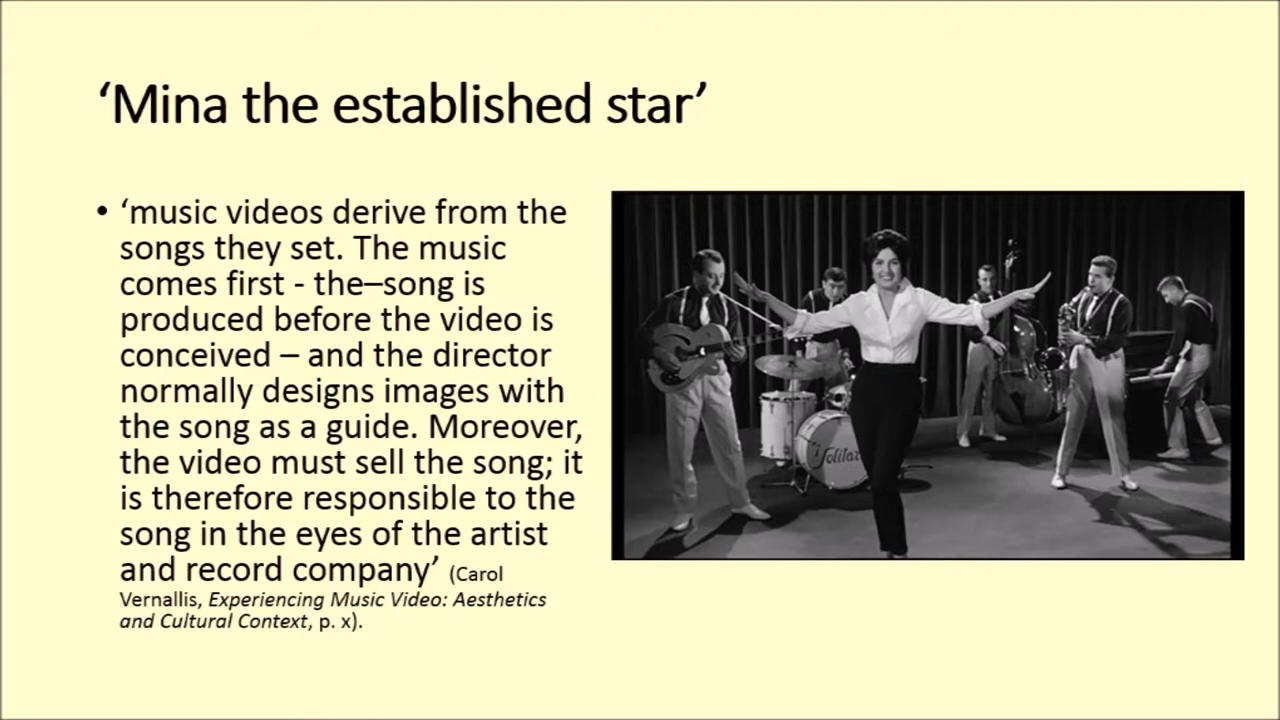 ‘Mina the established star’
• ‘music videos derive from the
songs they set. The music
comes first - the–song is
produced before the video is
conceived – and the director
normally designs images with
the song as a guide. Moreover,
the video must sell the song; it
is therefore responsible to the
song in the eyes of the artist
and record company’ (Carol
Vernallis, Experiencing Music Video: Aesthetics
and Cultural Context, p. x).